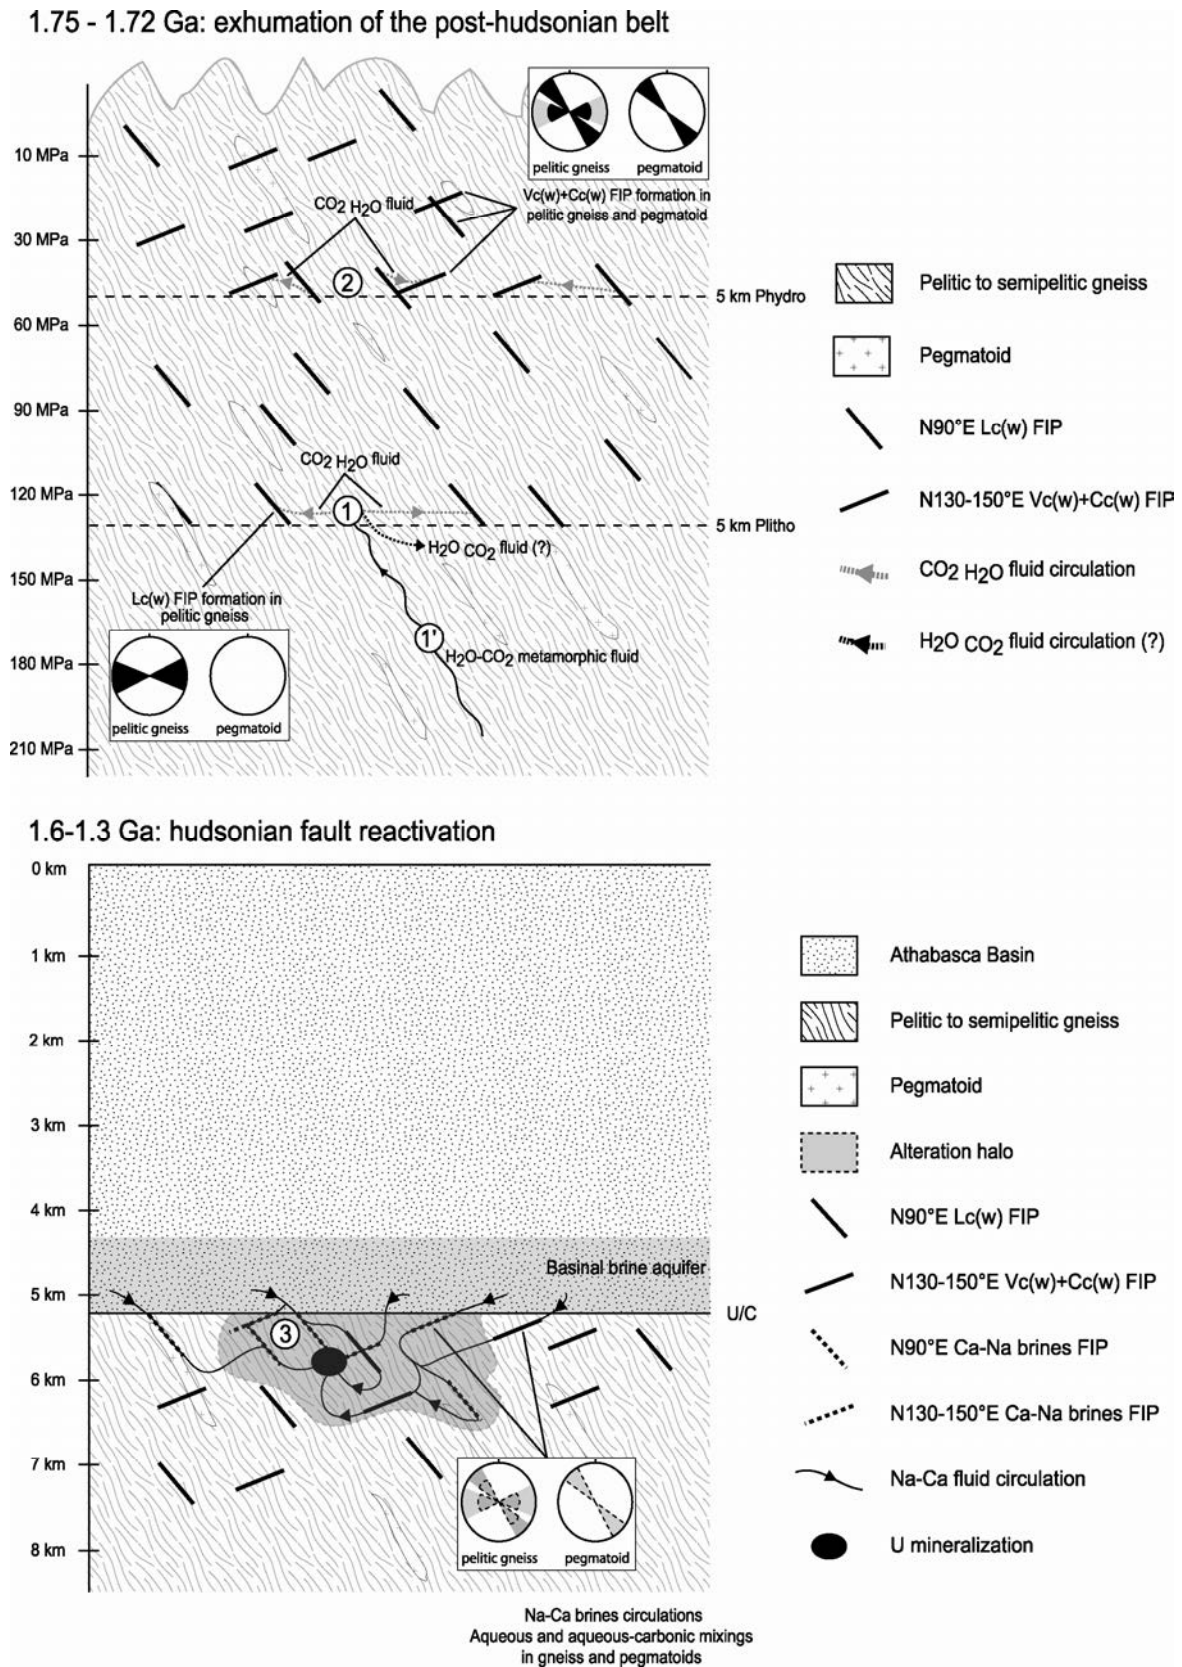 1.75 - 1.72 Ga: exhumation of the post-hudsonian belt
pelitic gneiss
pegmatoid
10 MPa
Vc(w)+Cc(w) FIP formation in
pelitic gneiss and pegmatoid
CO2 H2O fluid
30 MPa
2
5 km Phydro
60 MPa
90 MPa
CO2 H2O fluid
120 MPa
1
5 km Plitho
H2O CO2 fluid (?)
150 MPa
Lc(w) FIP formation in
pelitic gneiss
1'
H2O-CO2 metamorphic fluid
180 MPa
pelitic gneiss
pegmatoid
210 MPa
Pelitic to semipelitic gneiss
Pegmatoid
N90°E Lc(w) FIP
N130-150°E Vc(w)+Cc(w) FIP
CO2 H2O fluid circulation
H2O CO2 fluid circulation (?)
1.6-1.3 Ga: hudsonian fault reactivation
0 km
1 km
2 km
3 km
4 km
Basinal brine aquifer
5 km
U/C
3
6 km
7 km
pelitic gneiss
pegmatoid
8 km
Na-Ca brines circulations
Aqueous and aqueous-carbonic mixings
in gneiss and pegmatoids
Athabasca Basin
Pelitic to semipelitic gneiss
Pegmatoid
Alteration halo
N90°E Lc(w) FIP
N130-150°E Vc(w)+Cc(w) FIP
N90°E Ca-Na brines FIP
N130-150°E Ca-Na brines FIP
Na-Ca fluid circulation
U mineralization